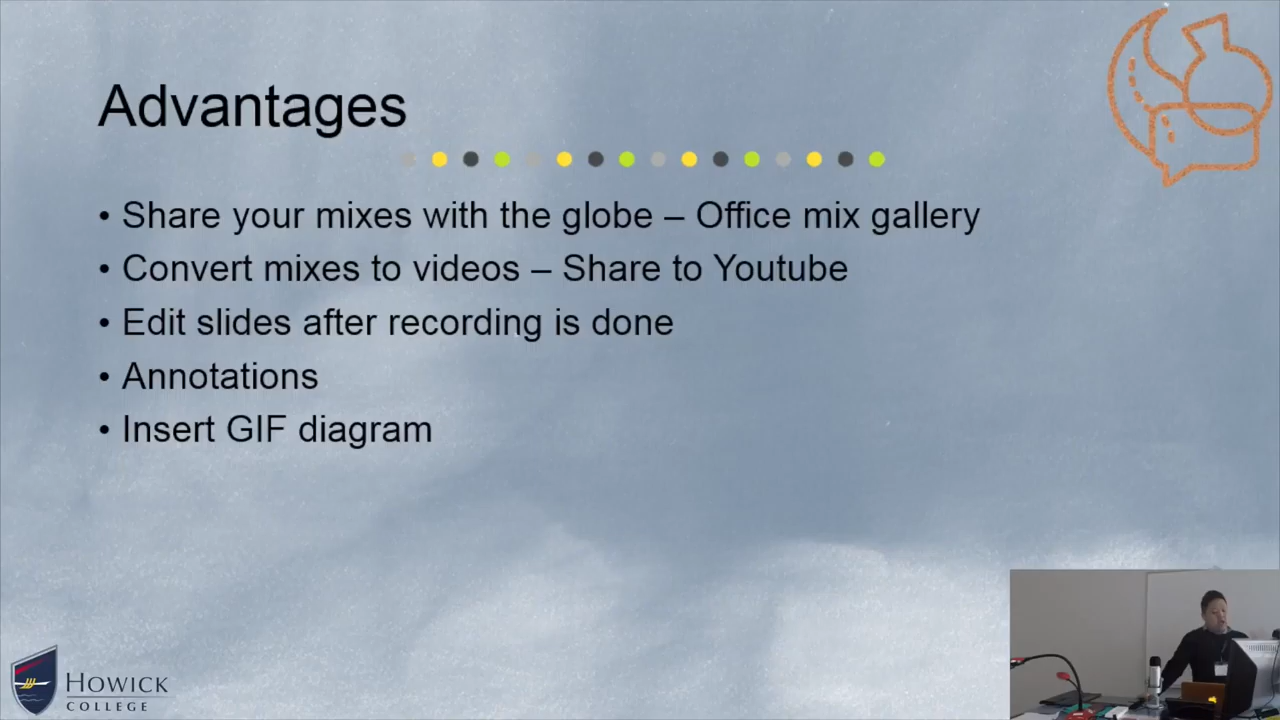 Advantages
• Share your mixes with the globe – Office mix gallery
• Convert mixes to videos – Share to Youtube
• Edit slides after recording is done
• Annotations
• Insert GIF diagram
HOWICK
COLLEGE